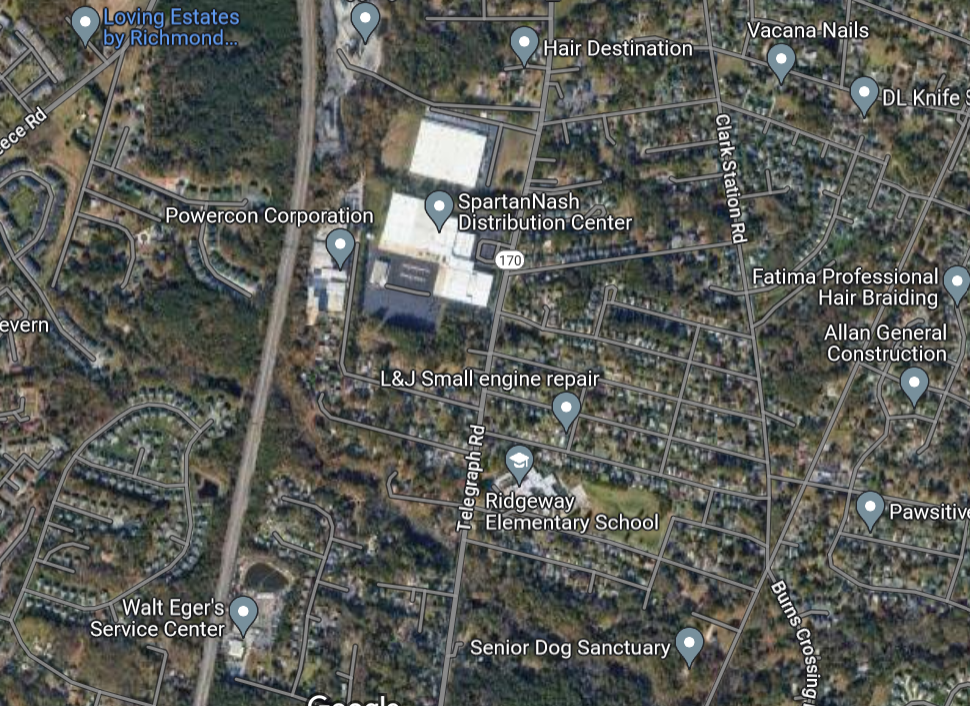 Loving Estates
by Richmond...
Hair Destination
Vacana Nails
DL Knife S
ece Rd
Clark Station Rd
SpartanNash
Distribution Center
Powercon Corporation
170
Fatima Professional
Hair Braiding
evern
Allan General
Construction
L&J Small engine repair
Telegraph Rd
Ridgeway
Elementary School
Pawsitive
Walt Eger's
Service Center
Burns Crossing
Senior Dog Sanctuary
Google